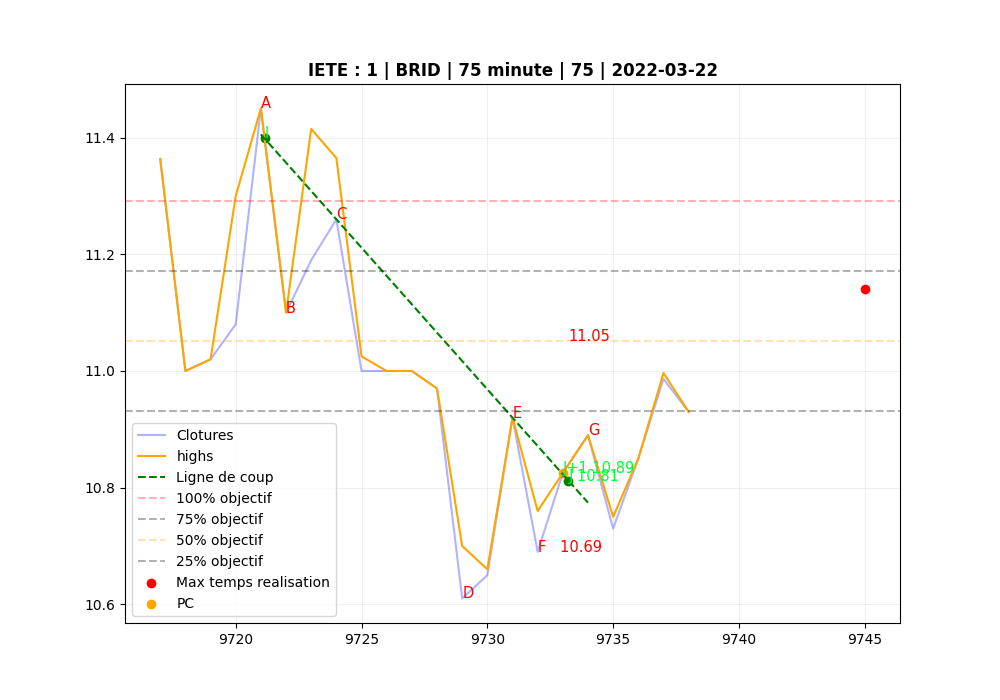 IETE : 1 | BRID | 75 minute | 75 | 2022-03-22
11.4
11.2
11.0
10.8
10.6
A
B
C
D
E
F 10.69
G
11.05
+1 10.89
10.81
Clotures
highs
Ligne de coup
100% objectif
75% objectif
50% objectif
25% objectif
Max temps realisation
PC
9720 9725 9730 9735 9740 9745